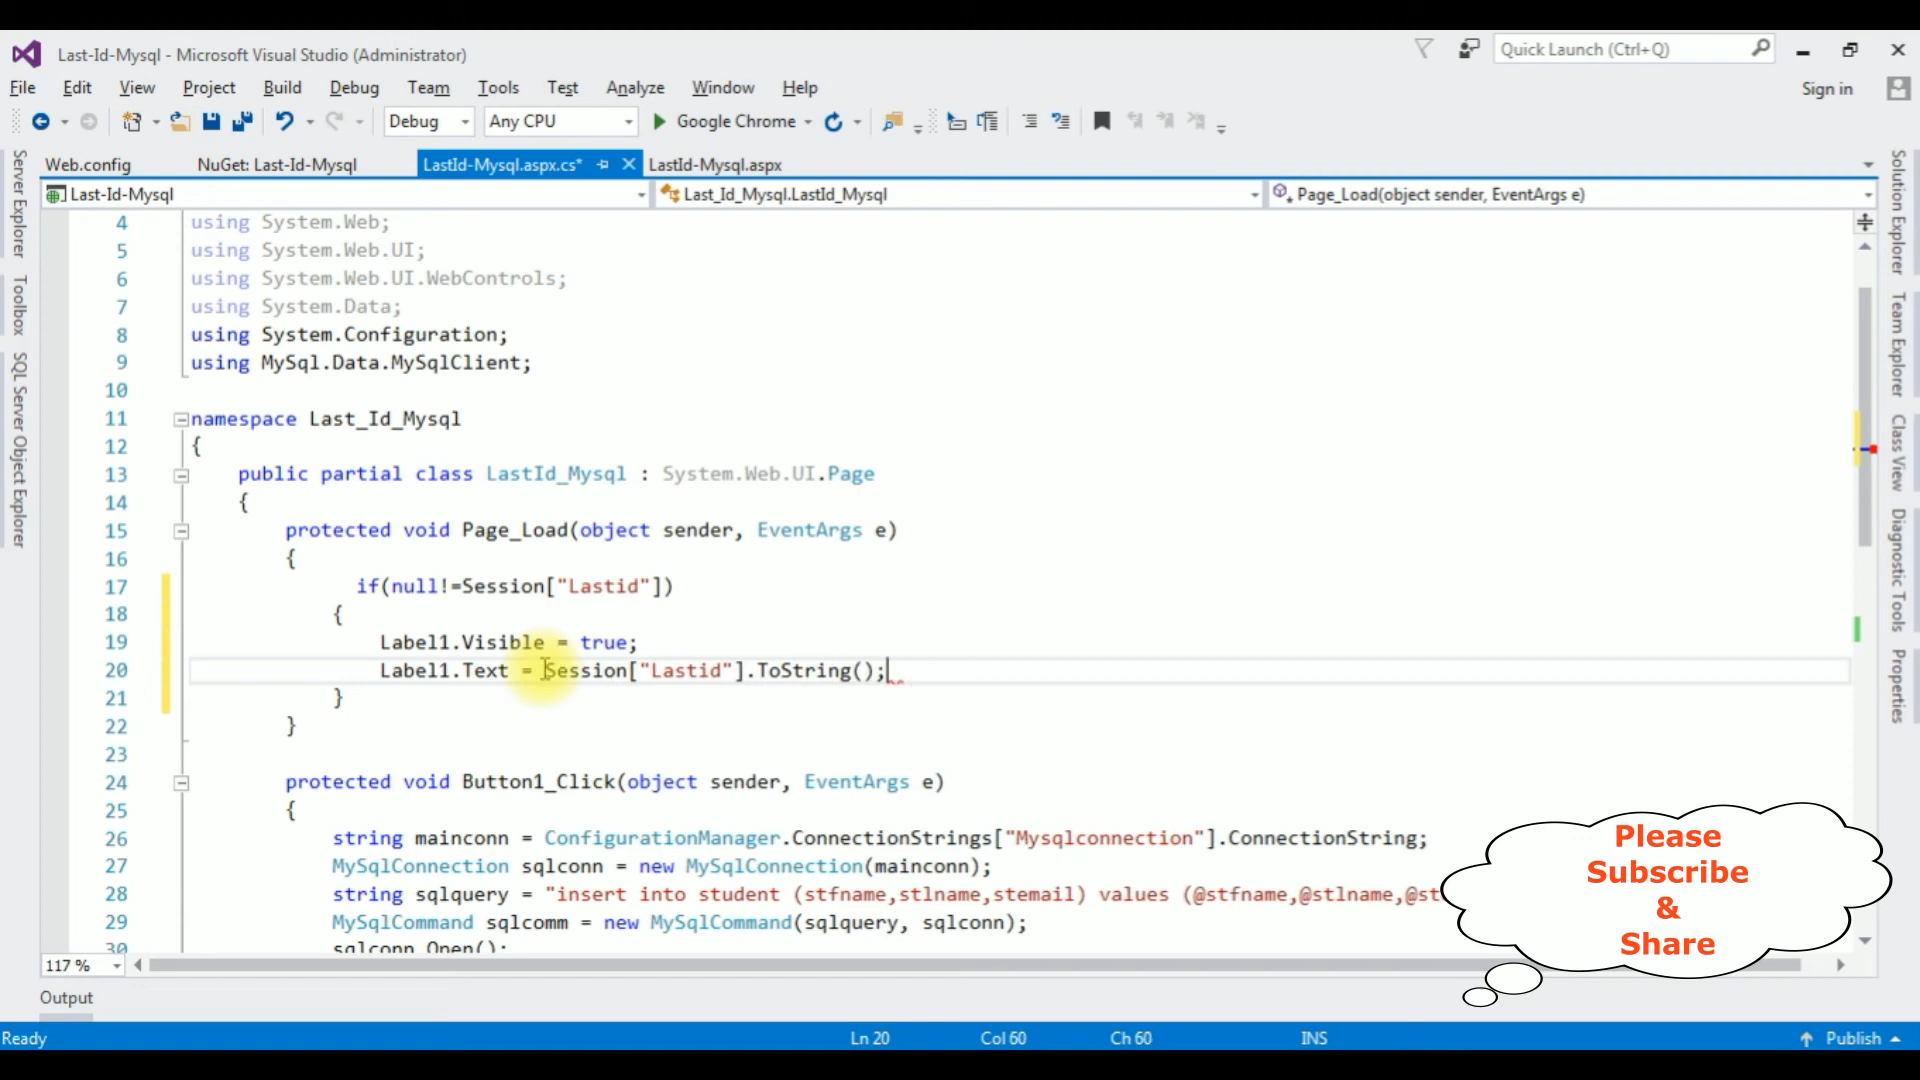 Last-Id-Mysql - Microsoft Visual Studio (Administrator)
Quick Launch (Ctrl+Q)
File Edit View Project Build Debug Team Tools Test Analyze Window Help
Sign in
Debug Any CPU Google Chrome
Web.config NuGet: Last-Id-Mysql LastId-Mysql.aspx.cs* LastId-Mysql.aspx
Last-Id-Mysql Last_Id_Mysql.LastId_Mysql Page_Load(object sender, EventArgs e)
Server Explorer
Toolbox
SQL Server Object Explorer
4 using System.Web;
5 using System.Web.UI;
6 using System.Web.UI.WebControls;
7 using System.Data;
8 using System.Configuration;
9 using MySql.Data.MySqlClient;
10
11 namespace Last_Id_Mysql
12 {
13 public partial class LastId_Mysql : System.Web.UI.Page
14 {
15 protected void Page_Load(object sender, EventArgs e)
16 {
17 if(null!=Session["Lastid"])
18 {
19 Label1.Visible = true;
20 Label1.Text = Session["Lastid"].ToString();
21 }
22 }
23
24 protected void Button1_Click(object sender, EventArgs e)
25 {
26 string mainconn = ConfigurationManager.ConnectionStrings["Mysqlconnection"].ConnectionString;
27 MySqlConnection sqlconn = new MySqlConnection(mainconn);
28 string sqlquery = "insert into student (stfname,stlname,stemail) values (@stfname,@stlname,@st
29 MySqlCommand sqlcomm = new MySqlCommand(sqlquery, sqlconn);
30 sqlconn.Open();
Solution Explorer
Team Explorer
Class View
Diagnostic Tools
Properties
Please
Subscribe
&
Share
117 %
Output
Ready Ln 20 Col 60 Ch 60 INS Publish